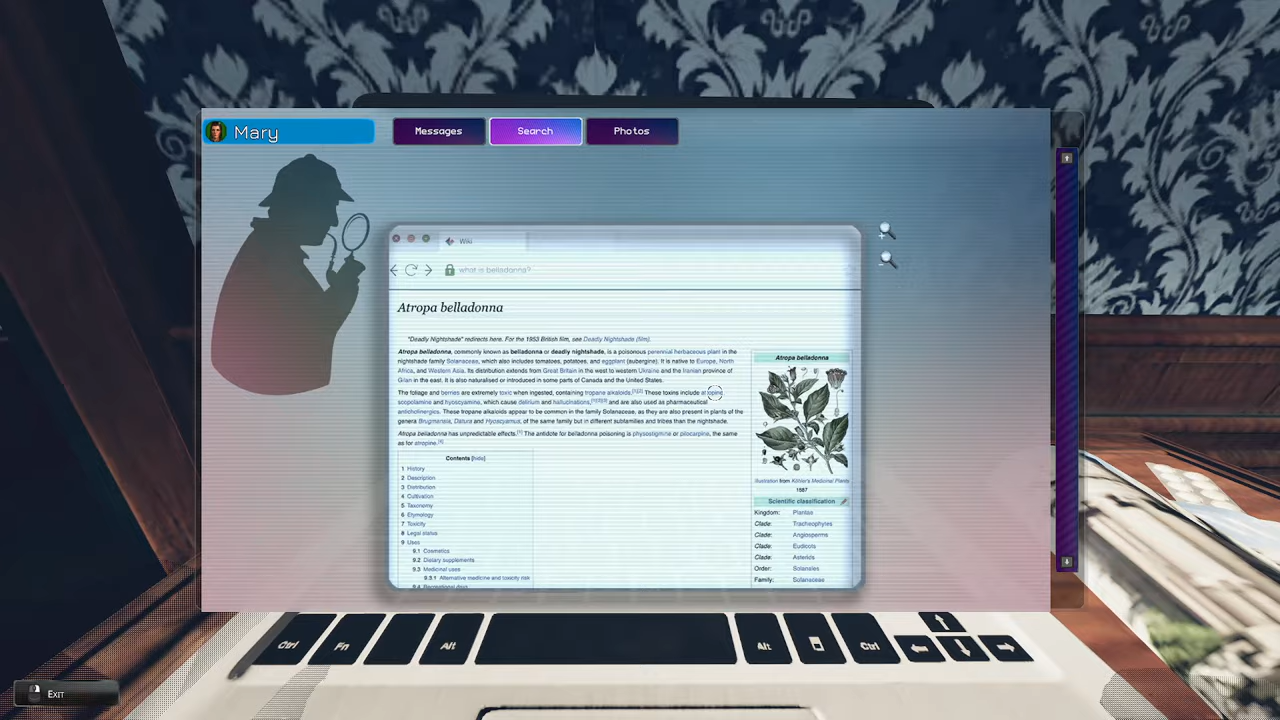 Mary
Messages
Search
Photos
Wiki
what is belladonna?
Atropa belladonna
"Deadly Nightshade" redirects here. For the 1953 British film, see Deadly Nightshade (film).
Atropa belladonna, commonly known as belladonna or deadly nightshade, is a poisonous perennial herbaceous plant in the
nightshade family Solanaceae, which also includes tomatoes, potatoes, and eggplant (aubergine). It is native to Europe, North
Africa, and Western Asia. Its distribution extends from Great Britain in the west to western Ukraine and the Iranian province of
Gilan in the east. It is also naturalised or introduced in some parts of Canada and the United States.
The foliage and berries are extremely toxic when ingested, containing tropane alkaloids.[1][2] These toxins include atropine,
scopolamine and hyoscyamine, which cause delirium and hallucinations,[1][2][3] and are also used as pharmaceutical
anticholinergics. These tropane alkaloids appear to be common in the family Solanaceae, as they are also present in plants of the
genera Brugmansia, Datura and Hyoscyamus, of the same family but in different subfamilies and tribes than the nightshade.
Atropa belladonna has unpredictable effects.[1] The antidote for belladonna poisoning is physostigmine or pilocarpine, the same
as for atropine.[4]
Contents [hide]
1 History
2 Description
3 Distribution
4 Cultivation
5 Taxonomy
6 Etymology
7 Toxicity
8 Legal status
9 Uses
9.1 Cosmetics
9.2 Dietary supplements
9.3 Medicinal uses
9.3.1 Alternative medicine and toxicity risk
9.4 Recreational drug
Atropa belladonna
Illustration from Köhler's Medicinal Plants
1887
Scientific classification
Kingdom: Plantae
Clade: Tracheophytes
Clade: Angiosperms
Clade: Eudicots
Clade: Asterids
Order: Solanales
Family: Solanaceae
Ctrl
Fn
Alt
Alt
Ctrl
Exit